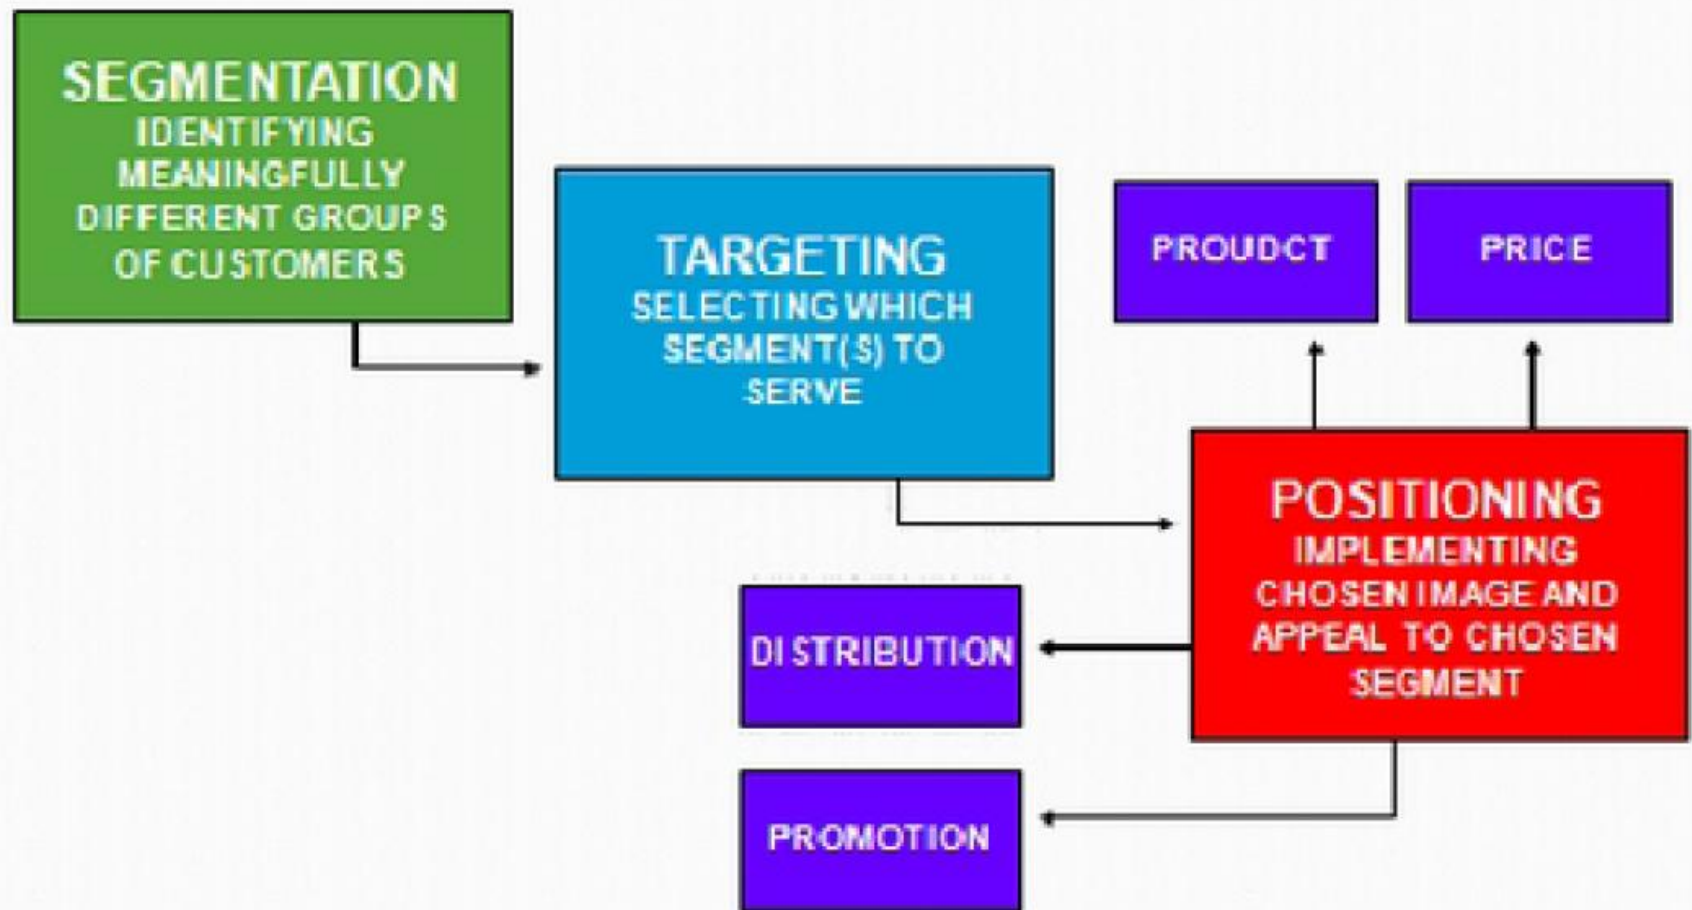 SEGMENTATION
IDENTIFYING
MEANINGFULLY
DIFFERENT GROUPS
OF CUSTOMERS
TARGETING
SELECTING WHICH
SEGMENT(S) TO
SERVE
PROUDCT
PRICE
POSITIONING
IMPLEMENTING
CHOSEN IMAGE AND
APPEAL TO CHOSEN
SEGMENT
DISTRIBUTION
PROMOTION